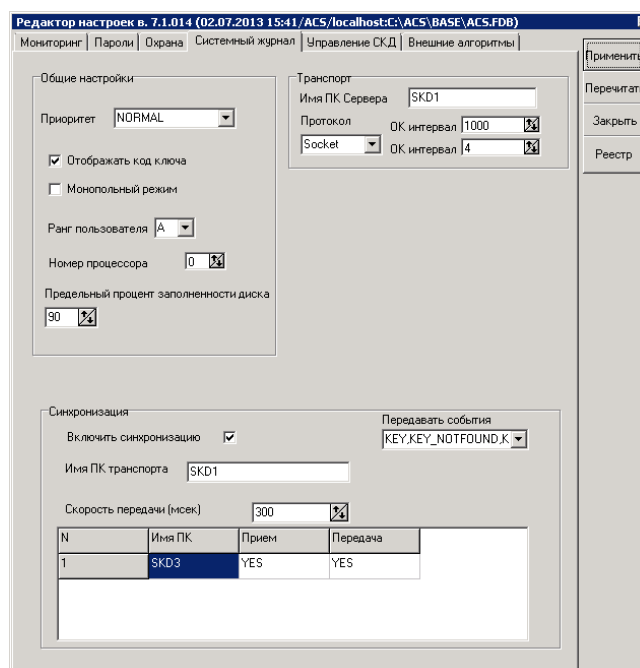 Редактор настроек в. 7.1.014 (02.07.2013 15:41/ACS/localhost:C:\ACS\BASE\ACS.FDB)
Мониторинг Пароли Охрана Системный журнал Управление СКД Внешние алгоритмы
Применить
Перечитат
Закрыть
Реестр
Общие настройки
Приоритет NORMAL
Отображать код ключа
Монопольный режим
Ранг пользователя A
Номер процессора 0
Предельный процент заполненности диска
90
Транспорт
Имя ПК Сервера SKD1
Протокол ОК интервал 1000
Socket ОК интервал 4
Синхронизация
Передавать события
Включить синхронизацию KEY,KEY_NOTFOUND,K
Имя ПК транспорта SKD1
Скорость передачи (мсек) 300
N Имя ПК Прием Передача
1 SKD3 YES YES